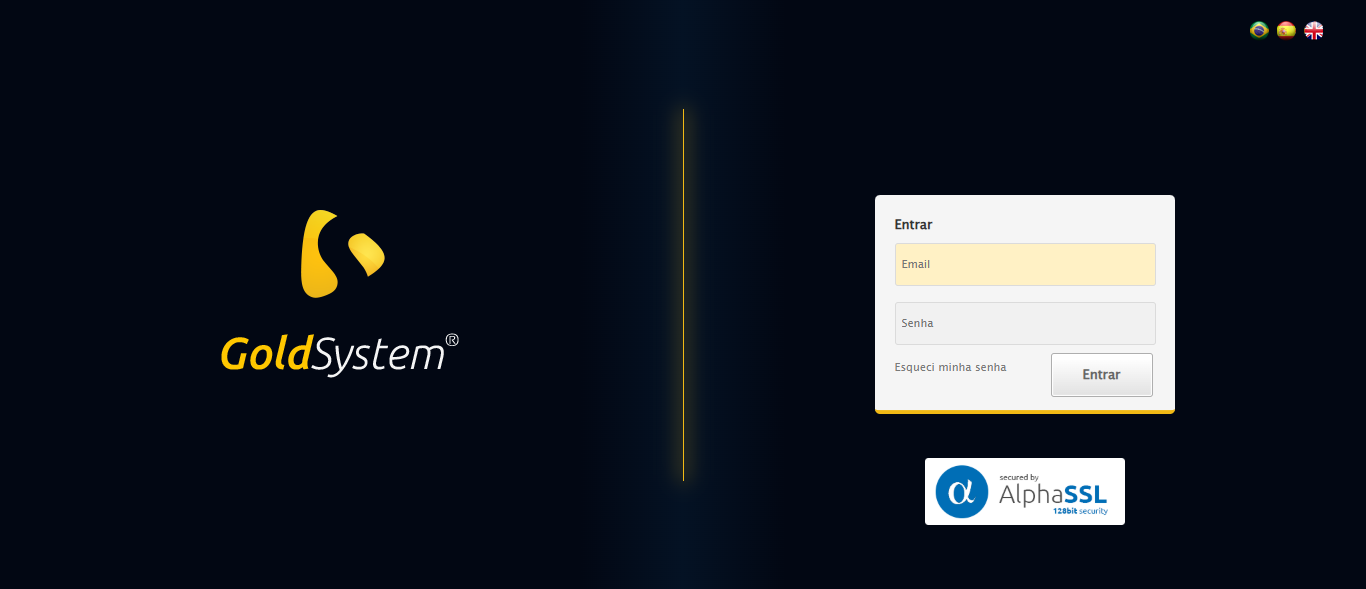 GoldSystem®
Entrar
Email
Senha
Esqueci minha senha
Entrar
α
secured by
AlphaSSL
128bit security